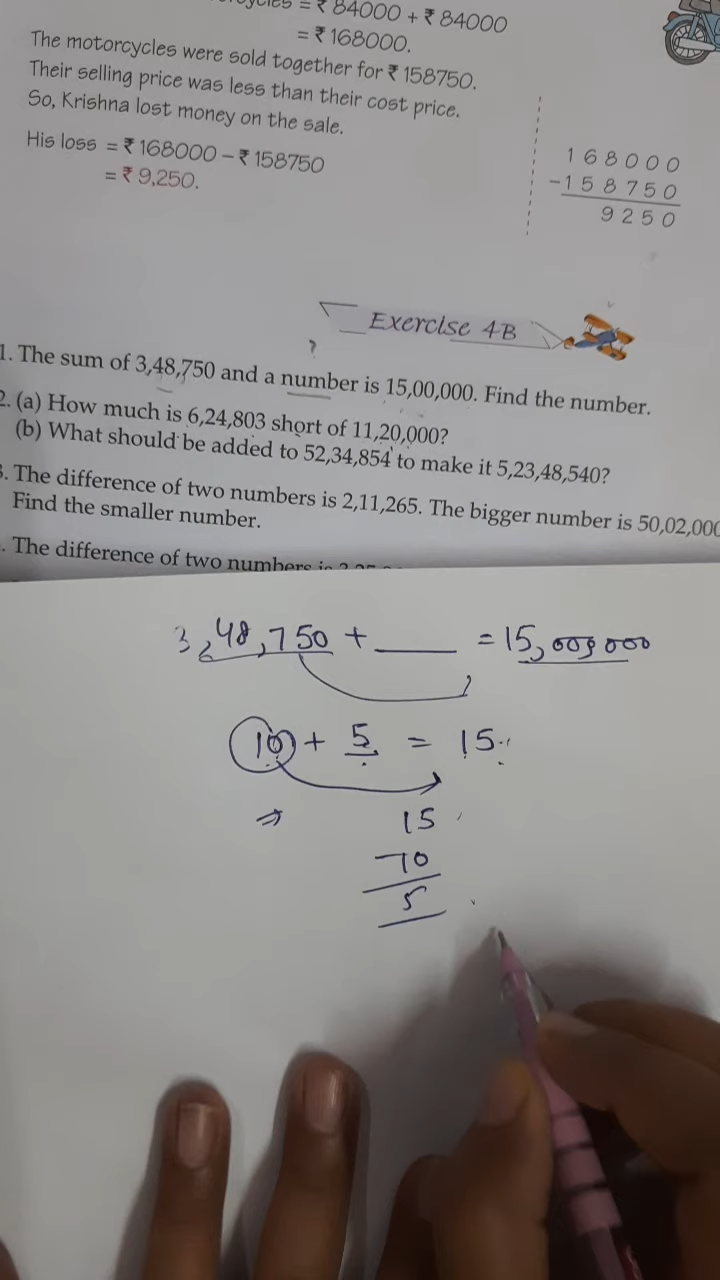 = ₹ 84000 + ₹ 84000
= ₹ 168000.
The motorcycles were sold together for ₹ 158750.
Their selling price was less than their cost price.
So, Krishna lost money on the sale.
His loss = ₹ 168000 – ₹ 158750
= ₹ 9,250.
168000
–158750
9250
Exercise 4B
?
1. The sum of 3,48,750 and a number is 15,00,000. Find the number.
2. (a) How much is 6,24,803 short of 11,20,000?
(b) What should be added to 52,34,854 to make it 5,23,48,540?
3. The difference of two numbers is 2,11,265. The bigger number is 50,02,000
Find the smaller number.
. The difference of two numbers is
3,48,750 + ___ = 15,000,000
10 + 5 = 15
⇒ 15
10
5